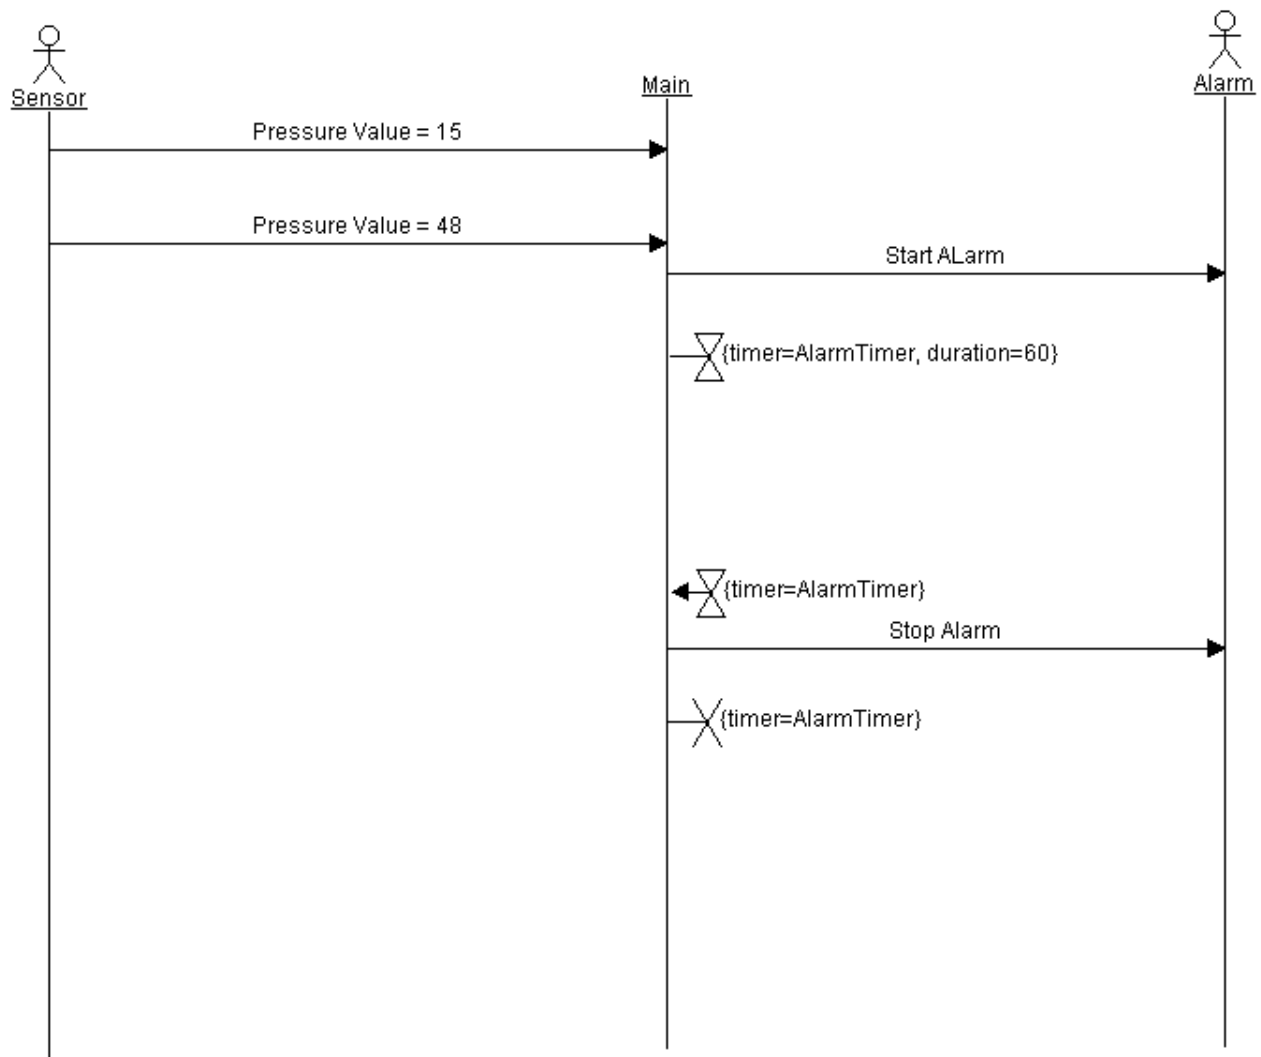 Sensor
Main
Alarm
Pressure Value = 15
Pressure Value = 48
Start ALarm
{timer=AlarmTimer, duration=60}
{timer=AlarmTimer}
Stop Alarm
{timer=AlarmTimer}